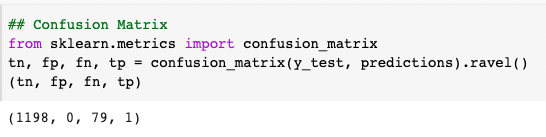 ## Confusion Matrix
from sklearn.metrics import confusion_matrix
tn, fp, fn, tp = confusion_matrix(y_test, predictions).ravel()
(tn, fp, fn, tp)
(1198, 0, 79, 1)